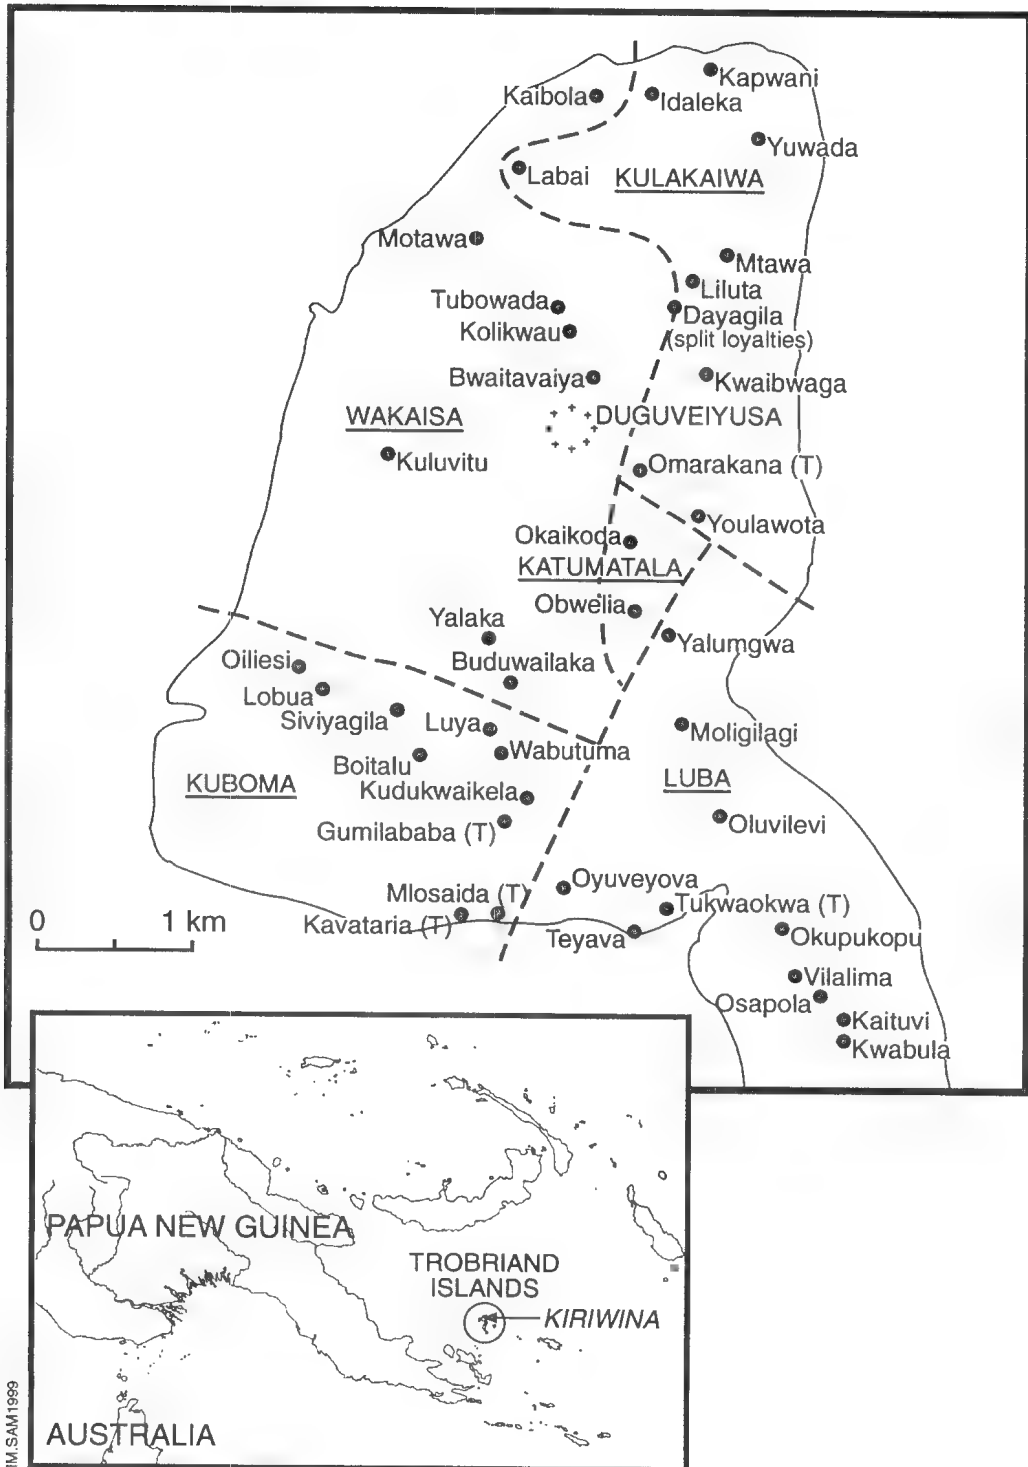 Kapwani
Kaibola
Idaleka
Yuwada
Labai
KULAKAIWA
Motawa
Mtawa
Liluta
Tubowada
Dayagila
(split loyalties)
Kolikwau
Bwaitavaiya
Kwaibwaga
WAKAISA
DUGUVEIYUSA
Kuluvitu
Omarakana (T)
Youlawota
Okaikoda
KATUMATALA
Obwelia
Yalaka
Yalumgwa
Buduwailaka
Oiliesi
Lobua
Siviyagila
Luya
Moligilagi
Wabutuma
Boitalu
KUBOMA
LUBA
Kudukwaikela
Gumilababa (T)
Oluvilevi
Oyuveyova
Mlosaida (T)
Tukwaokwa (T)
Kavataria (T)
Teyava
Okupukopu
0 1 km
Vilalima
Osapola
Kaituvi
Kwabula
PAPUA NEW GUINEA
TROBRIAND
ISLANDS
KIRIWINA
AUSTRALIA
IM.SAM1999